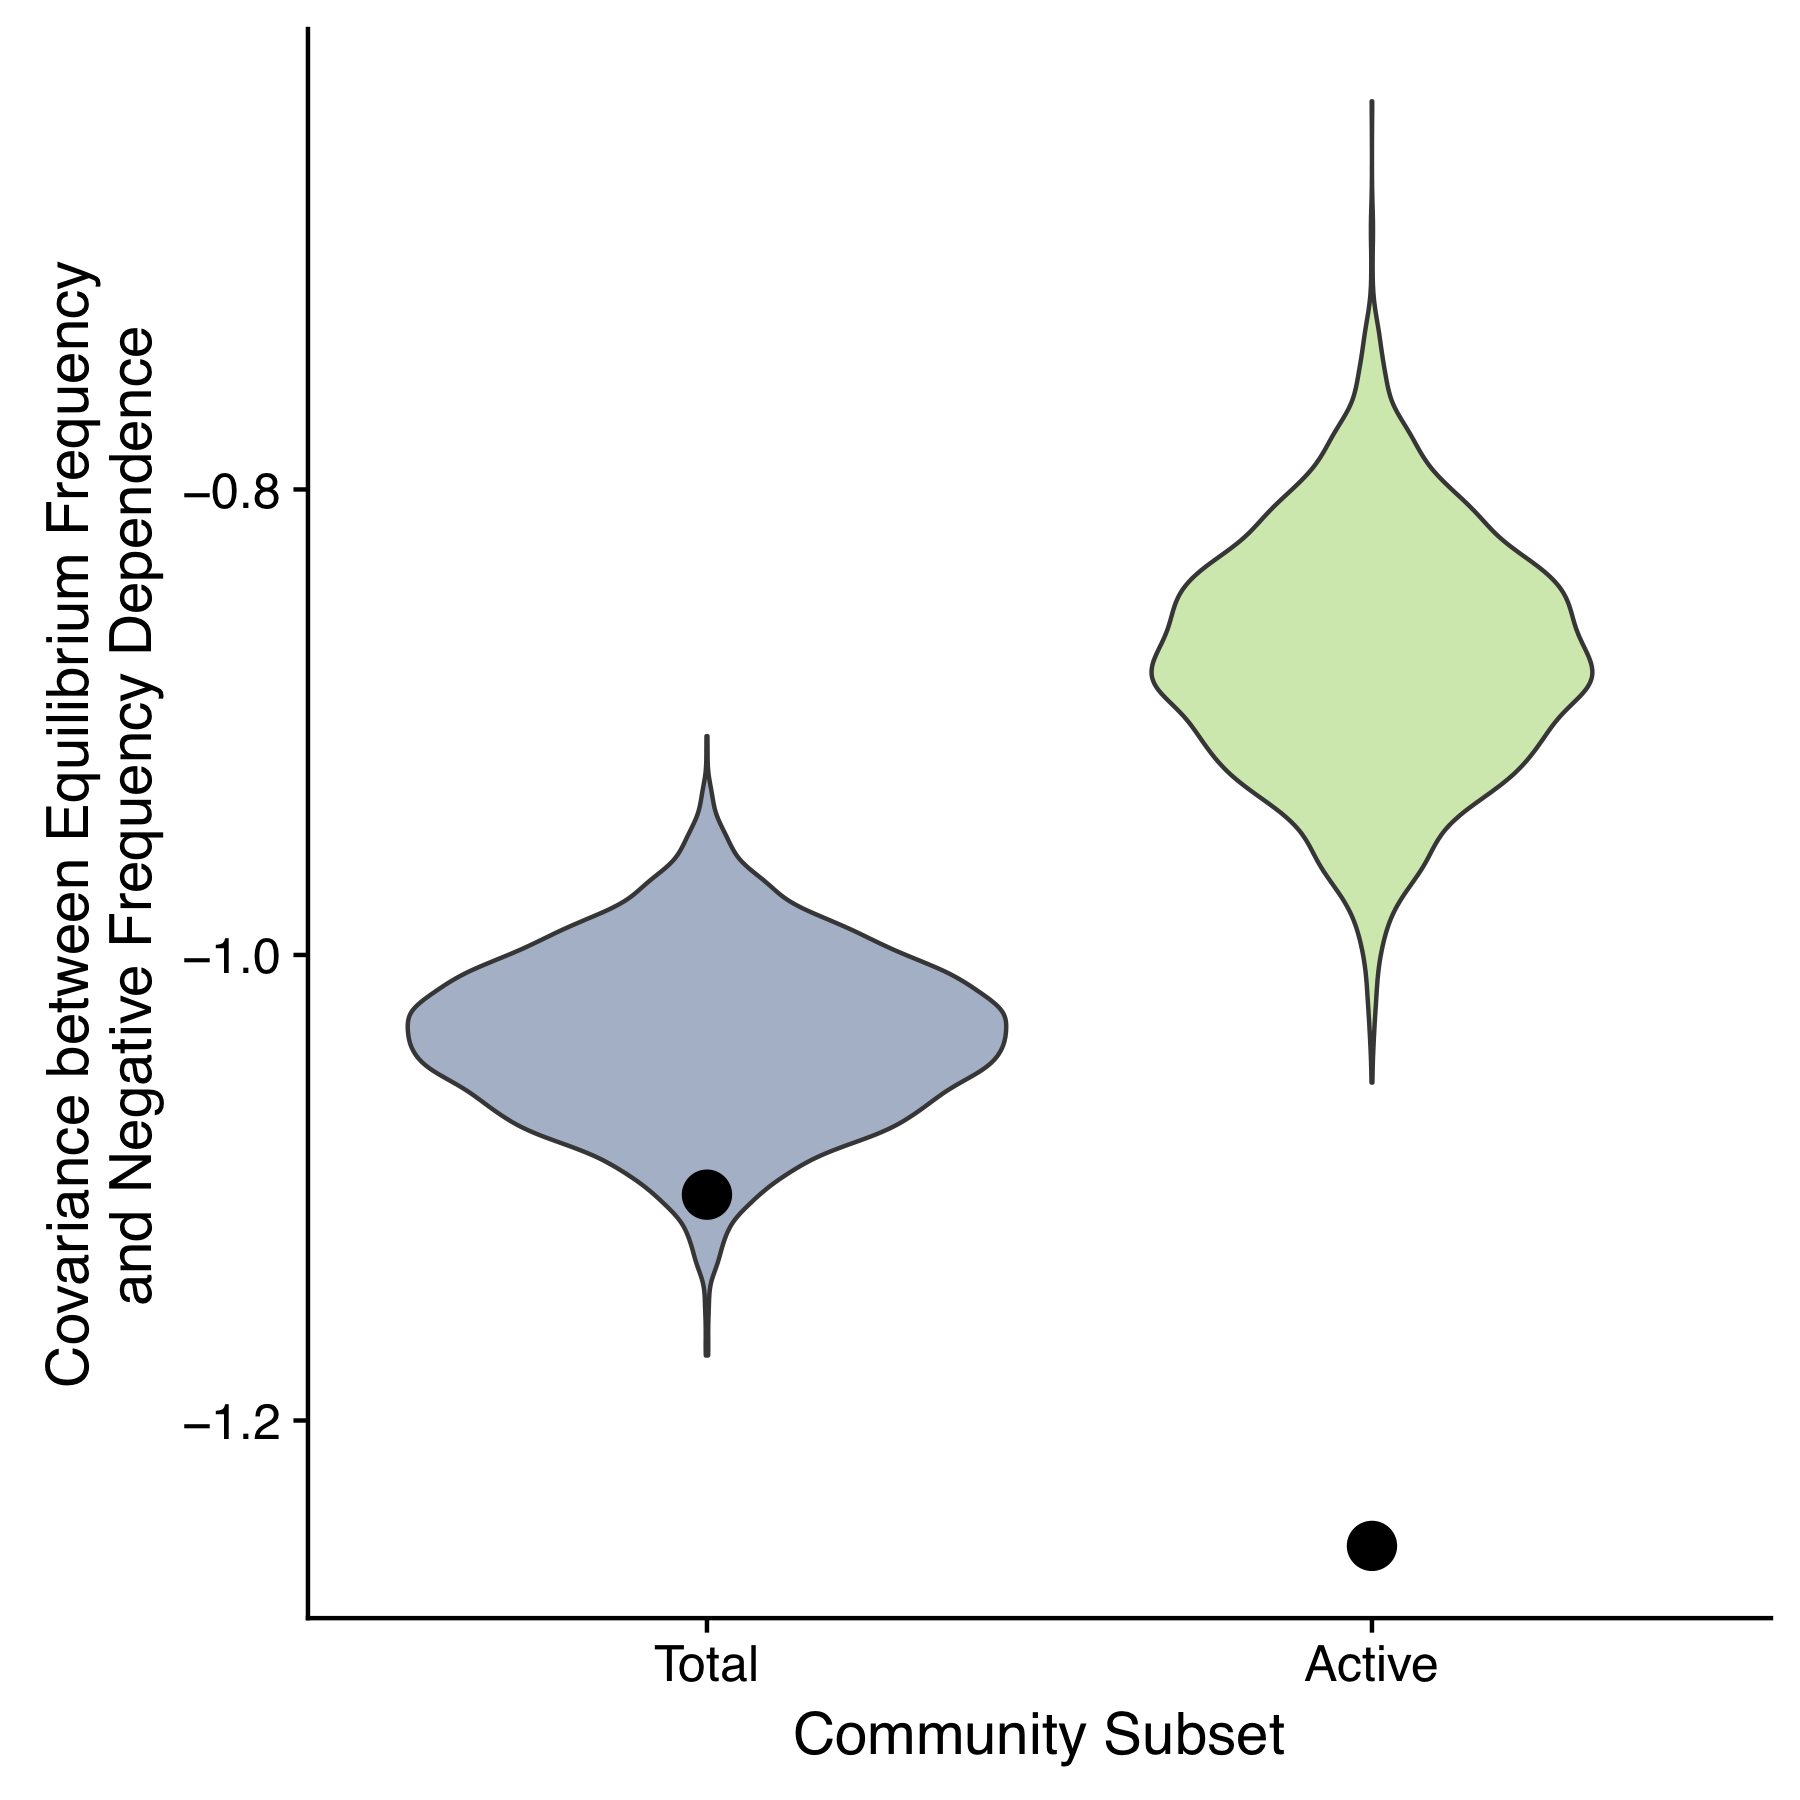 Covariance between Equilibrium Frequency
and Negative Frequency Dependence
−0.8
−1.0
−1.2
Total
Active
Community Subset